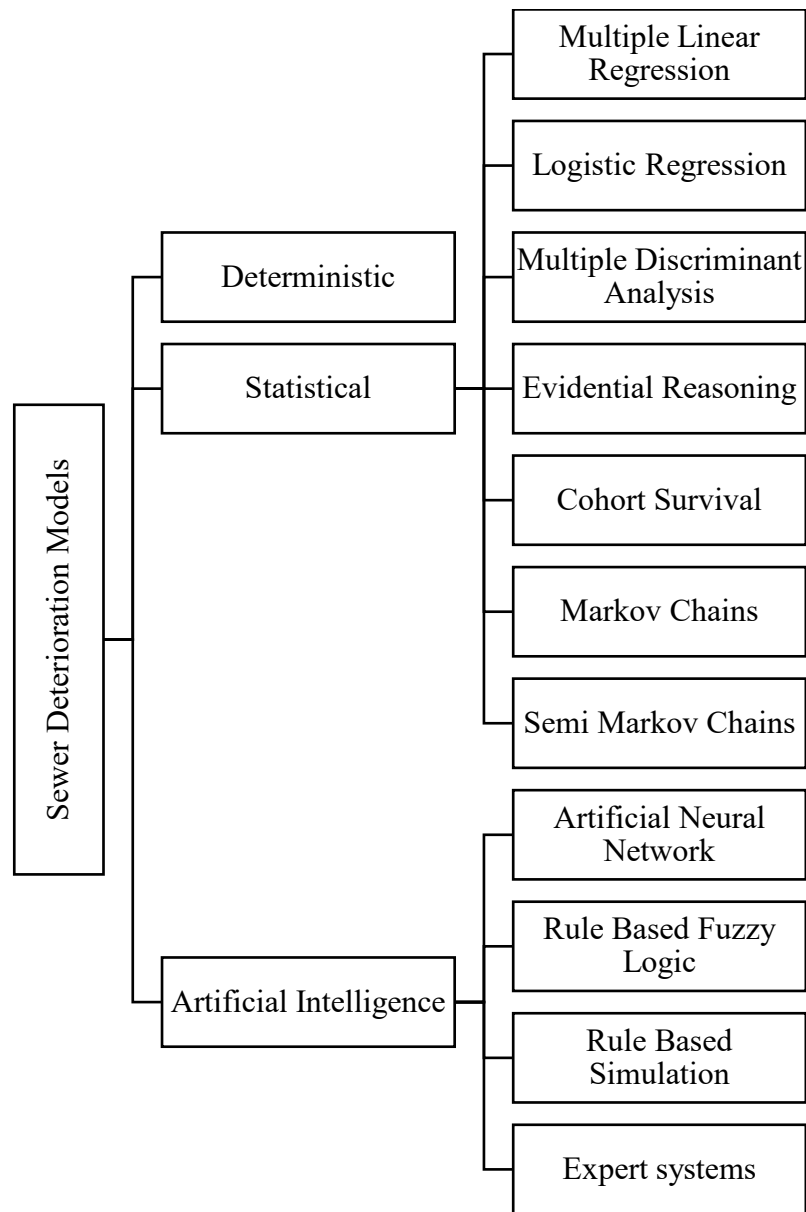 Sewer Deterioration Models
Deterministic
Statistical
Multiple Linear
Regression
Logistic Regression
Multiple Discriminant
Analysis
Evidential Reasoning
Cohort Survival
Markov Chains
Semi Markov Chains
Artificial Intelligence
Artificial Neural
Network
Rule Based Fuzzy
Logic
Rule Based
Simulation
Expert systems